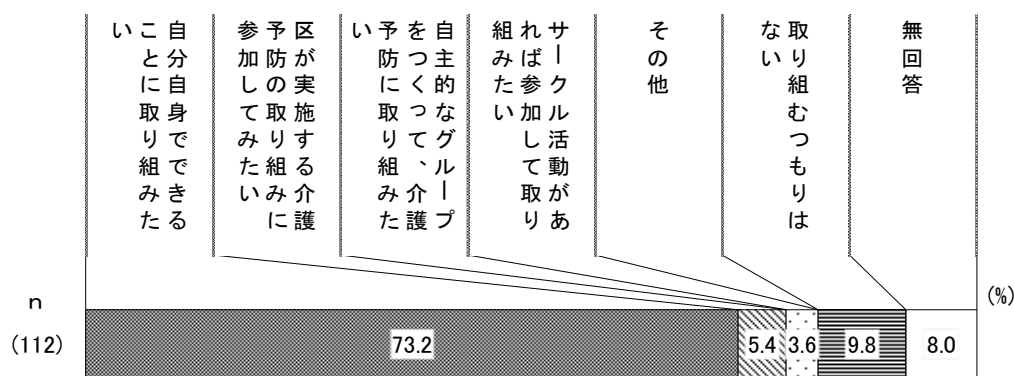 自分自身でできる
ことに取り組みた
い
区が実施する介護
予防の取り組みに
参加してみたい
自主的なグループ
をつくって、介護
予防に取り組みた
い
サークル活動があ
れば参加して取り
組みたい
その他
取り組むつもりは
ない
無回答
(%)
n
(112)
73.2
5.4
3.6
9.8
8.0